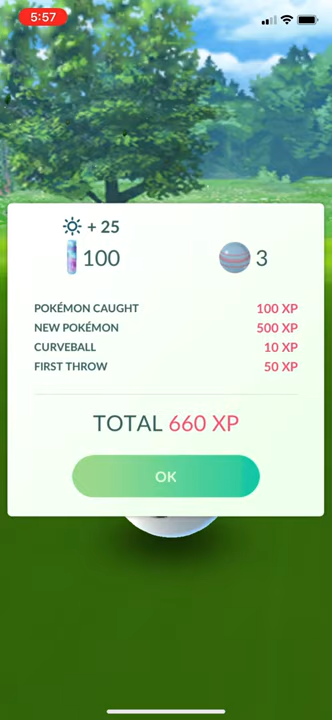 5:57
+ 25
100
3
POKÉMON CAUGHT 100 XP
NEW POKÉMON 500 XP
CURVEBALL 10 XP
FIRST THROW 50 XP
TOTAL 660 XP
OK